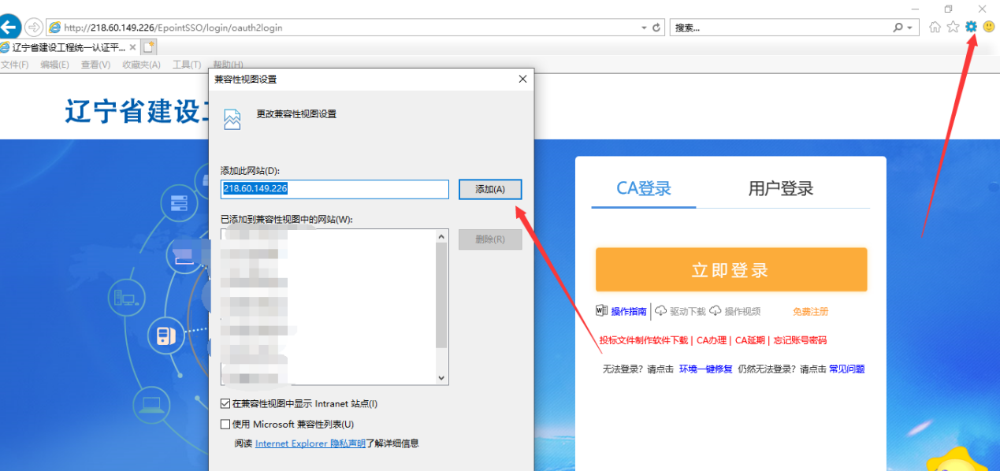 http://218.60.149.226/EpointSSO/login/oauth2login
搜索...
辽宁省建设工程统一认证平...
文件(F) 编辑(E) 查看(V) 收藏夹(A) 工具(T) 帮助(H)
兼容性视图设置
辽宁省建设
更改兼容性视图设置
添加此网站(D):
218.60.149.226
添加(A)
已添加到兼容性视图中的网站(W):
删除(R)
在兼容性视图中显示 Intranet 站点(I)
使用 Microsoft 兼容性列表(U)
阅读 Internet Explorer 隐私声明了解详细信息
CA登录 用户登录
立即登录
操作指南 驱动下载 操作视频 免费注册
投标文件制作软件下载 | CA办理 | CA延期 | 忘记账号密码
无法登录？请点击 环境一键修复 仍然无法登录？请点击 常见问题